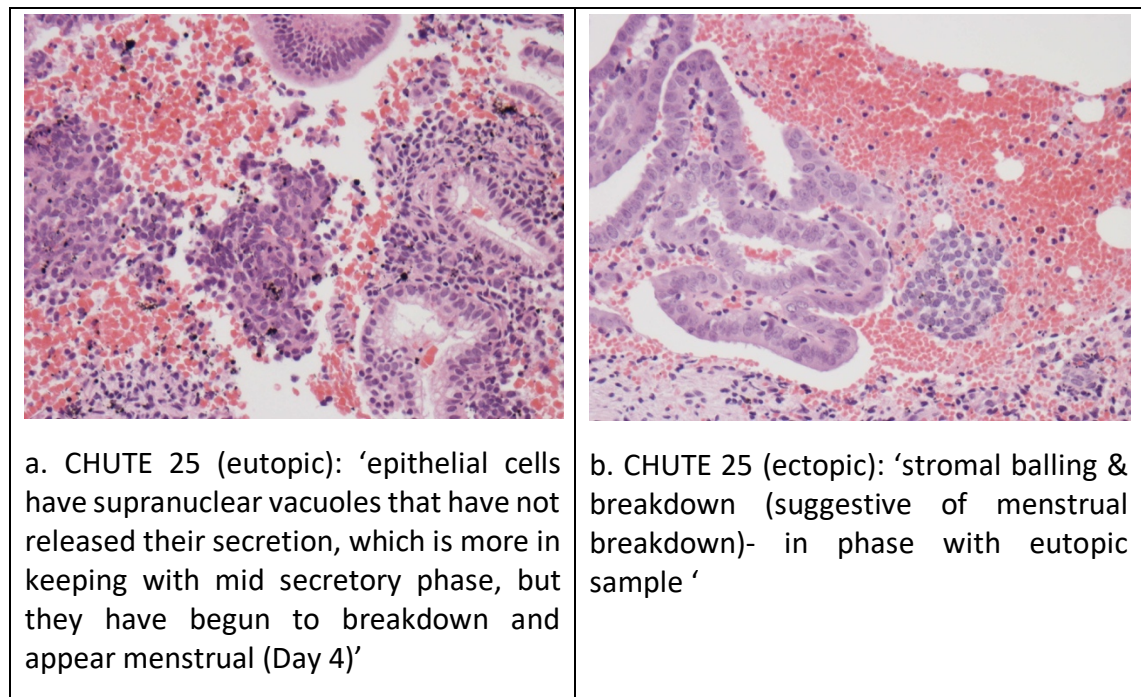 a. CHUTE 25 (eutopic): ‘epithelial cells
have supranuclear vacuoles that have not
released their secretion, which is more in
keeping with mid secretory phase, but
they have begun to breakdown and
appear menstrual (Day 4)’
b. CHUTE 25 (ectopic): ‘stromal balling &
breakdown (suggestive of menstrual
breakdown)- in phase with eutopic
sample ‘